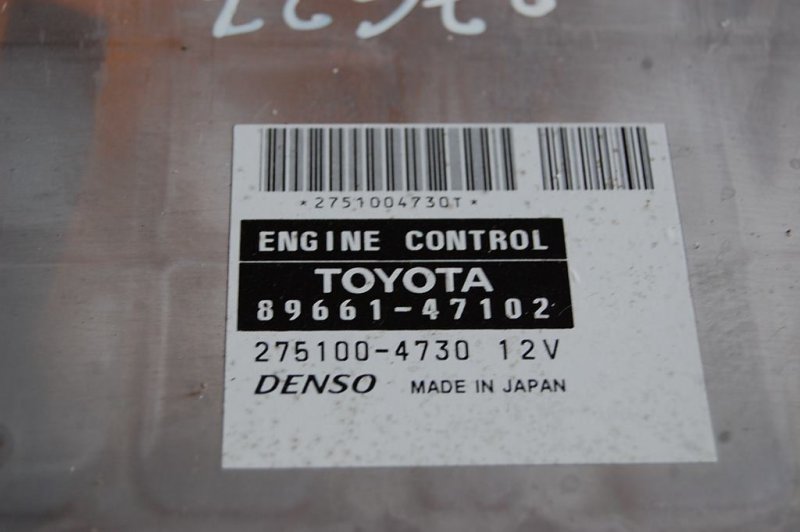 *2751004730T*
ENGINE CONTROL
TOYOTA
89661-47102
275100-4730 12V
DENSO MADE IN JAPAN